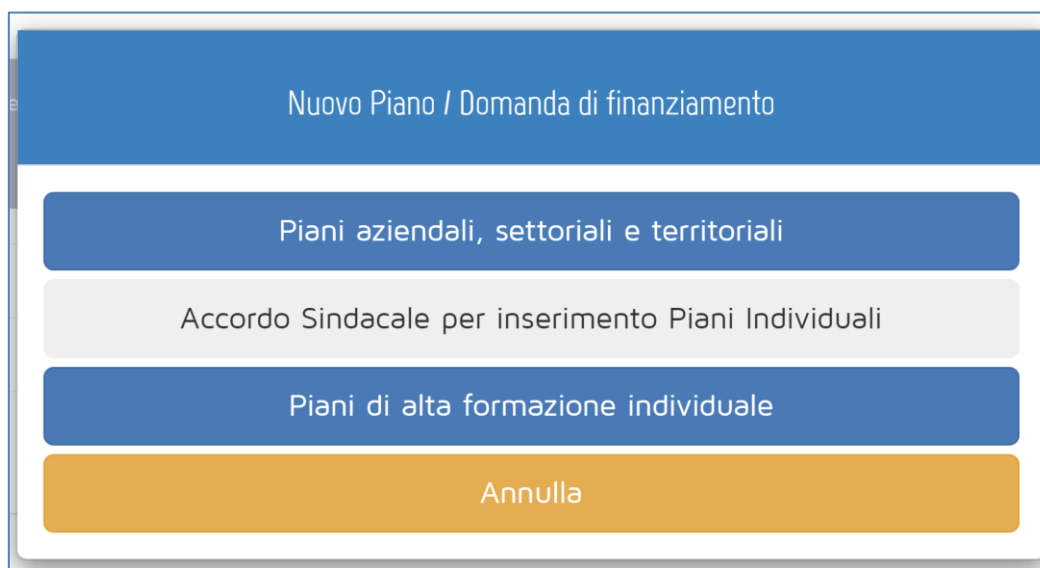 Nuovo Piano / Domanda di finanziamento
Piani aziendali, settoriali e territoriali
Accordo Sindacale per inserimento Piani Individuali
Piani di alta formazione individuale
Annulla